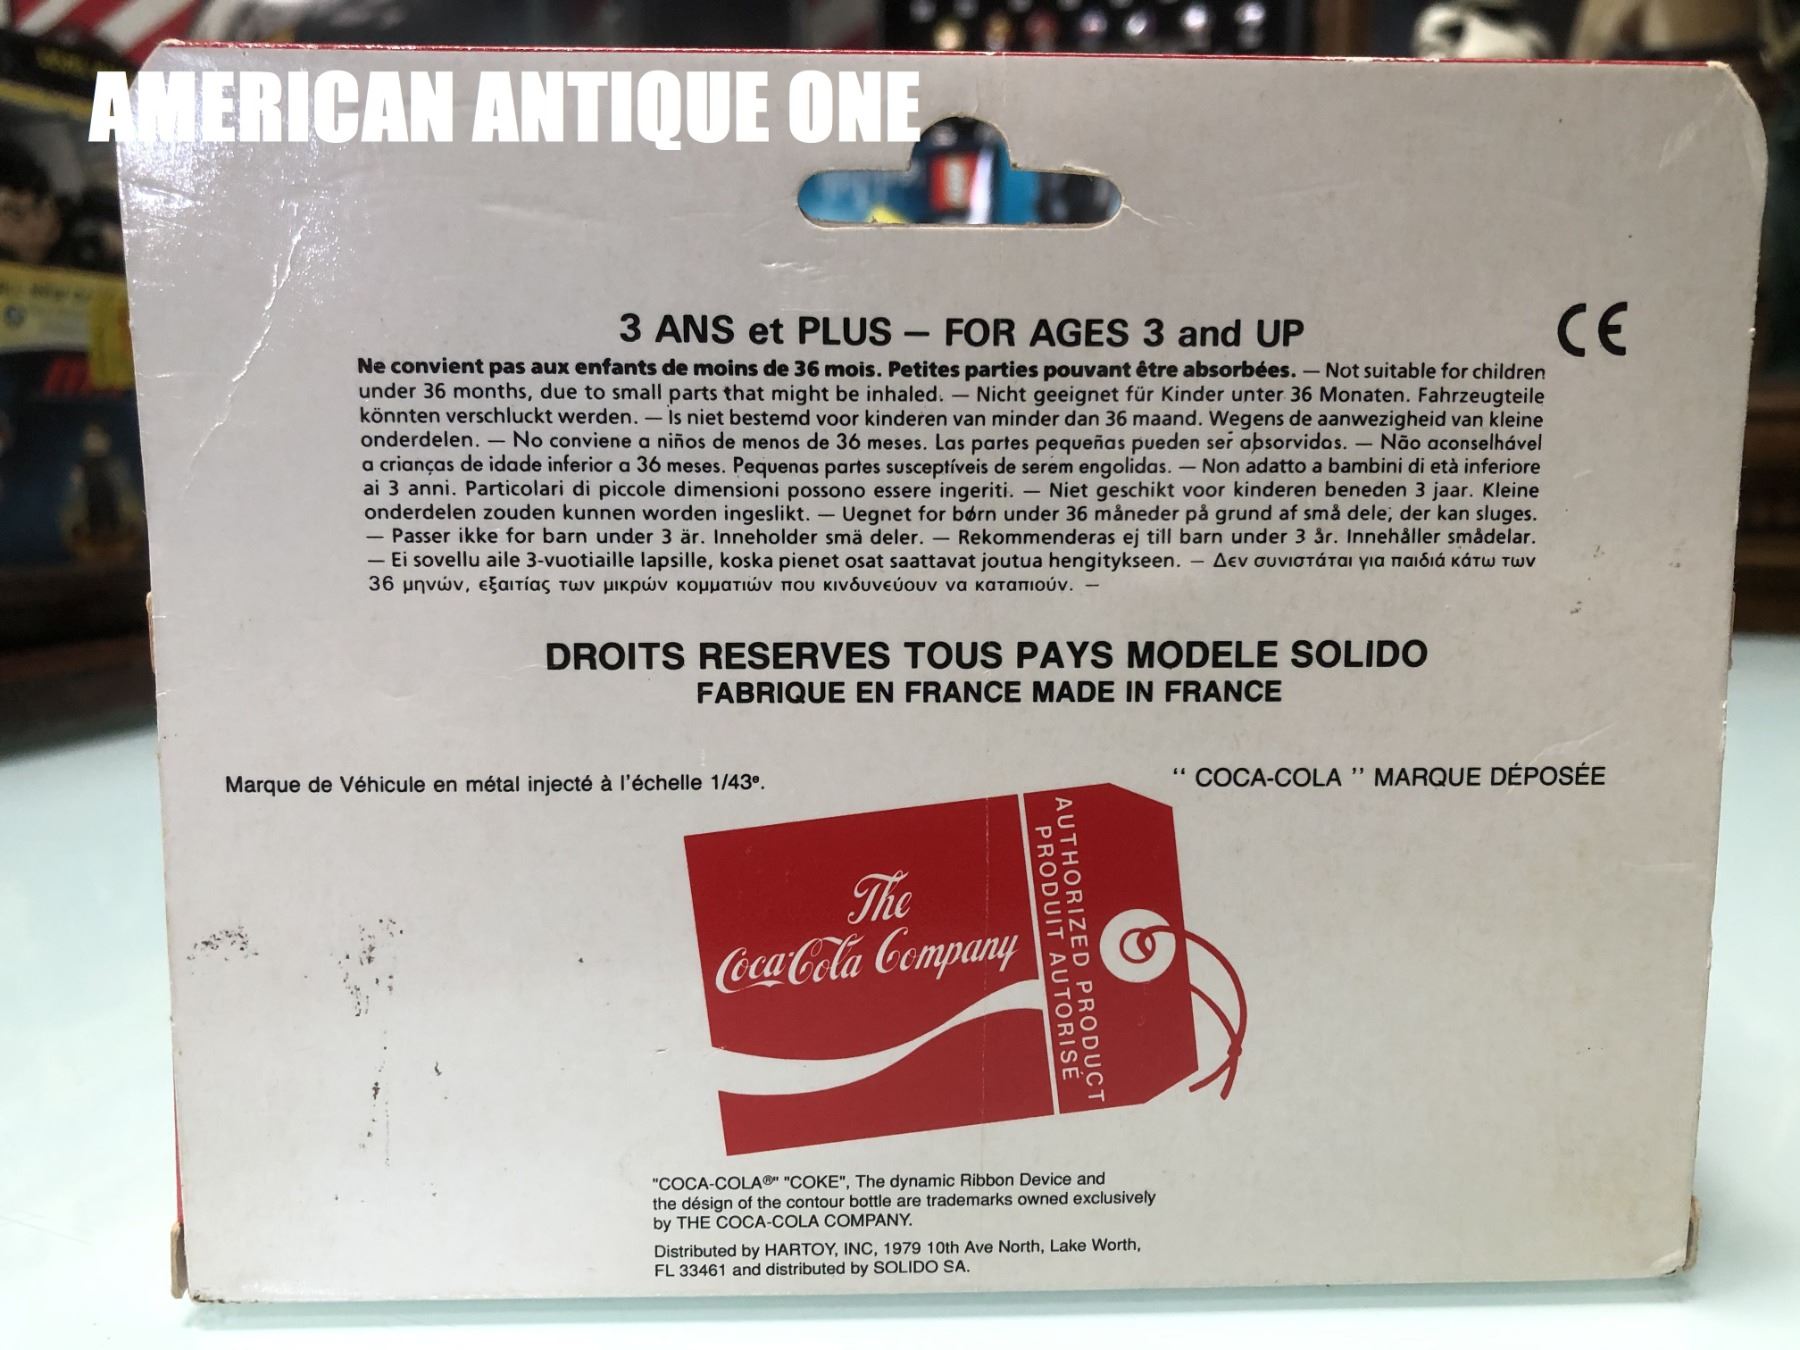 AMERICAN ANTIQUE ONE
3 ANS et PLUS – FOR AGES 3 and UP
CE
Ne convient pas aux enfants de moins de 36 mois. Petites parties pouvant être absorbées. — Not suitable for children
under 36 months, due to small parts that might be inhaled. — Nicht geeignet für Kinder unter 36 Monaten. Fahrzeugteile
könnten verschluckt werden. — Is niet bestemd voor kinderen van minder dan 36 maand. Wegens de aanwezigheid van kleine
onderdelen. — No conviene a niños de menos de 36 meses. Las partes pequeñas pueden ser absorvidas. — Não aconselhável
a crianças de idade inferior a 36 meses. Pequenas partes susceptíveis de serem engolidas. — Non adatto a bambini di età inferiore
ai 3 anni. Particolari di piccole dimensioni possono essere ingeriti. — Niet geschikt voor kinderen beneden 3 jaar. Kleine
onderdelen zouden kunnen worden ingeslikt. — Uegnet for børn under 36 måneder på grund af små dele, der kan sluges.
— Passer ikke for barn under 3 är. Inneholder smä deler. — Rekommenderas ej till barn under 3 år. Innehåller smådelar.
— Ei sovellu aile 3-vuotiaille lapsille, koska pienet osat saattavat joutua hengitykseen. — Δεν συνιστάται για παιδιά κάτω των
36 μηνών, εξαιτίας των μικρών κομματιών που κινδυνεύουν να καταπιούν. —
DROITS RESERVES TOUS PAYS MODELE SOLIDO
FABRIQUE EN FRANCE MADE IN FRANCE
Marque de Véhicule en métal injecté à l'échelle 1/43e.
“ COCA-COLA ” MARQUE DÉPOSÉE
The
Coca-Cola Company
AUTHORIZED PRODUCT
PRODUIT AUTORISÉ
"COCA-COLA®" "COKE", The dynamic Ribbon Device and
the désign of the contour bottle are trademarks owned exclusively
by THE COCA-COLA COMPANY.
Distributed by HARTOY, INC, 1979 10th Ave North, Lake Worth,
FL 33461 and distributed by SOLIDO SA.